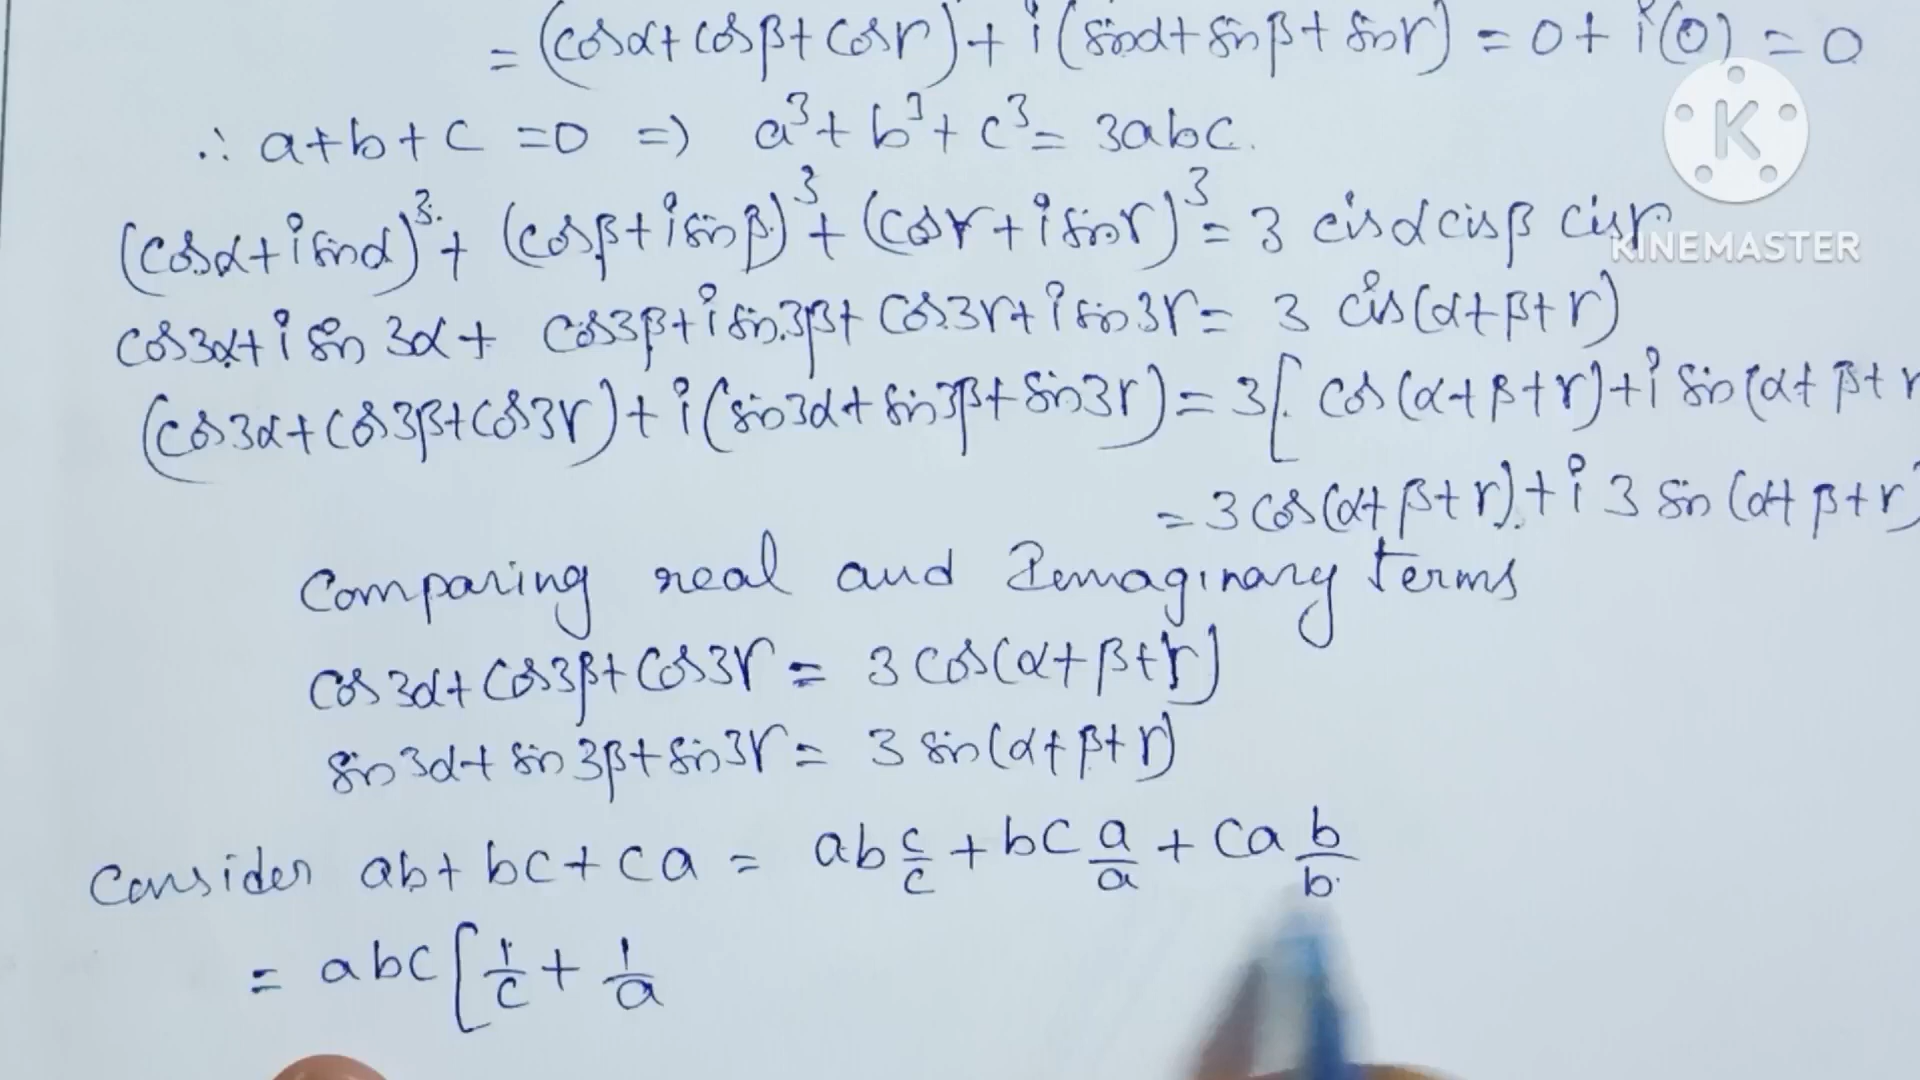 = (cosα + cosβ + cosr) + i (sinα + sinβ + sinr) = 0 + i(0) = 0
∴ a+b+c = 0 ⇒ a³ + b³ + c³ = 3abc.
(cosα + i sinα)³ + (cosβ + i sinβ)³ + (cosr + i sinr)³ = 3 cisα cisβ cisr
cos3α + i sin 3α + cos3β + i sin3β + cos3r + i sin3r = 3 cis(α+β+r)
(cos3α + cos3β + cos3r) + i (sin3α + sin3β + sin3r) = 3[ cos(α+β+r) + i sin(α+β+r
= 3cos(α+β+r) + i 3 sin(α+β+r)
Comparing real and Imaginary terms
cos3α + cos3β + cos3r = 3cos(α+β+r)
sin3α + sin3β + sin3r = 3 sin(α+β+r)
Consider ab + bc + ca = ab c/c + bc a/a + ca b/b
= abc [ 1/c + 1/a
K
KINEMASTER